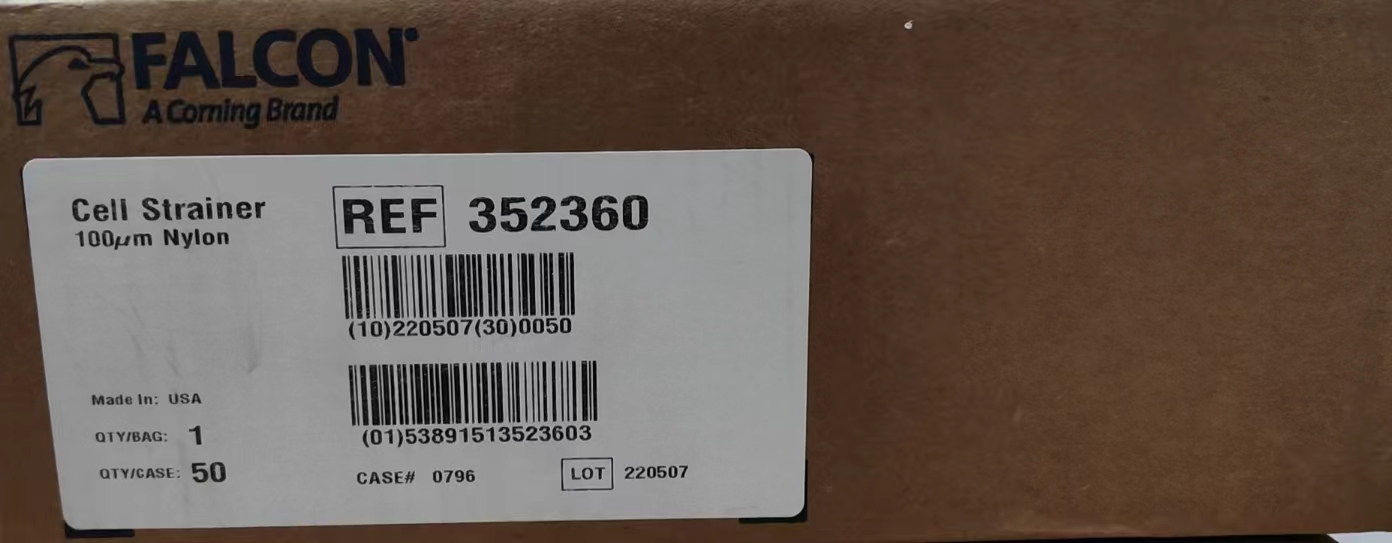 FALCON
A Corning Brand
Cell Strainer
100µm Nylon
REF 352360
(10)220507(30)0050
(01)53891513523603
Made In: USA
QTY/BAG: 1
QTY/CASE: 50
CASE# 0796
LOT 220507